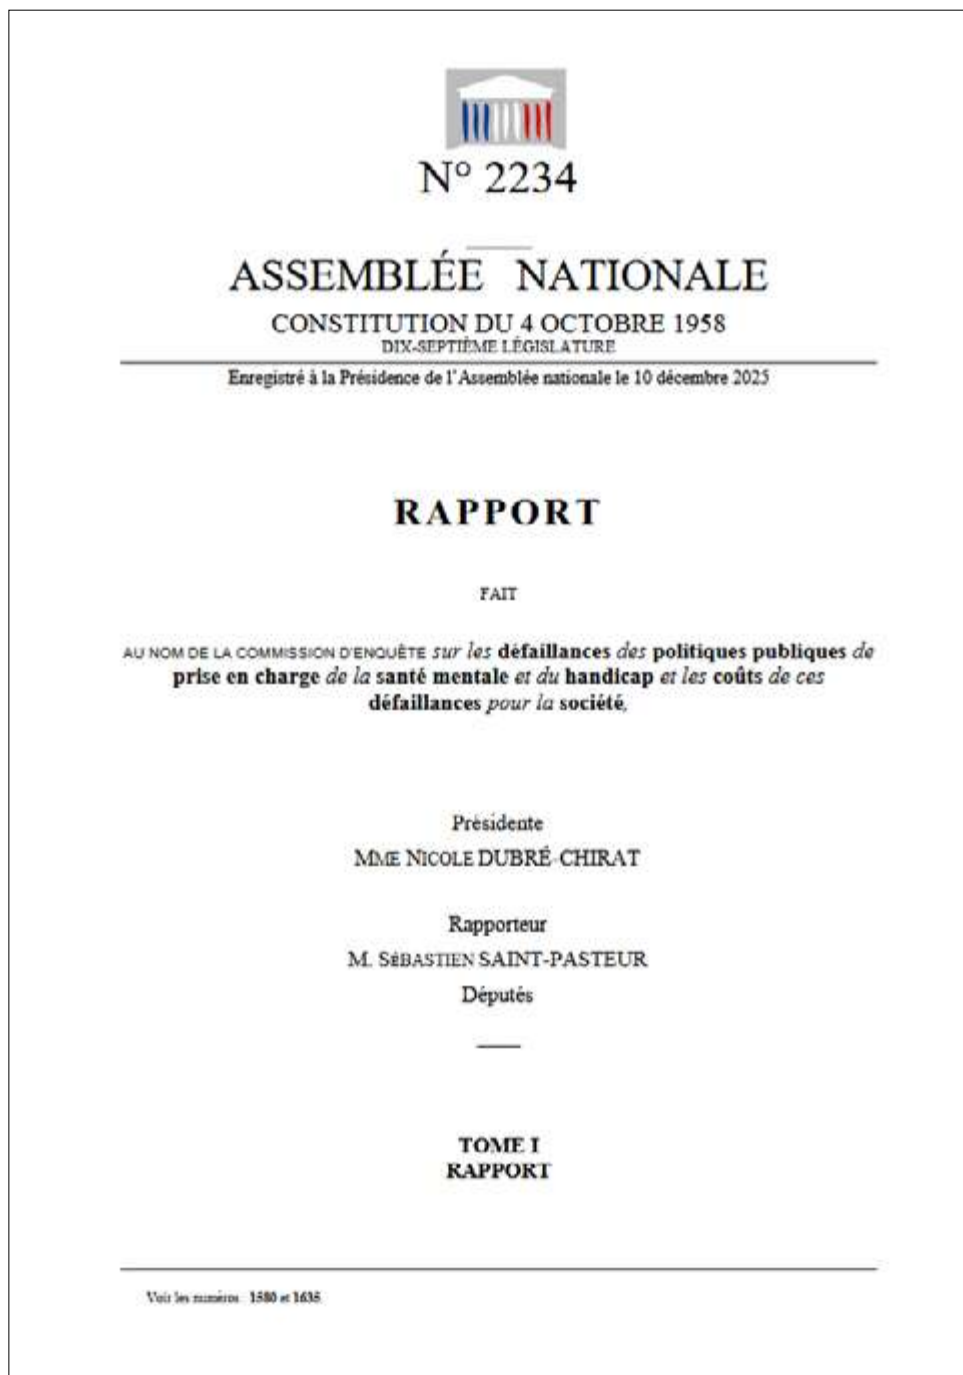 N° 2234
ASSEMBLÉE NATIONALE
CONSTITUTION DU 4 OCTOBRE 1958
DIX-SEPTIÈME LÉGISLATURE
Enregistré à la Présidence de l'Assemblée nationale le 10 décembre 2025
RAPPORT
FAIT
AU NOM DE LA COMMISSION D'ENQUÊTE sur les défaillances des politiques publiques de
prise en charge de la santé mentale et du handicap et les coûts de ces
défaillances pour la société,
Présidente
MME NICOLE DUBRÉ-CHIRAT
Rapporteur
M. SÉBASTIEN SAINT-PASTEUR
Députés
TOME I
RAPPORT
Voir les numéros : 1580 et 1635.